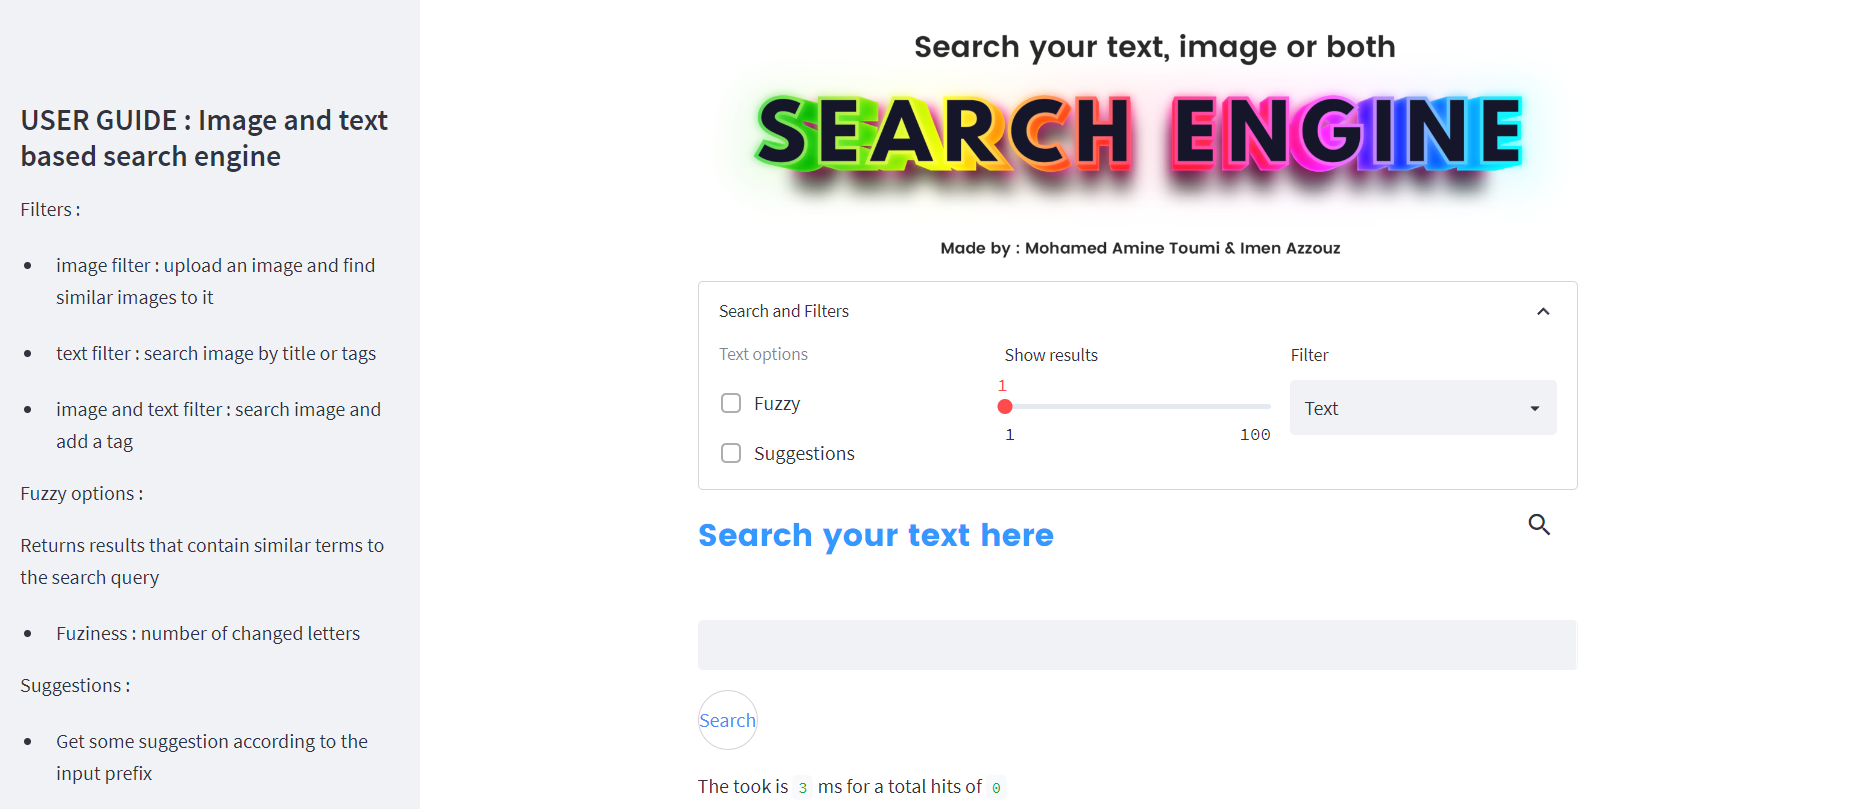 USER GUIDE : Image and text
based search engine
Filters :
image filter : upload an image and find
similar images to it
text filter : search image by title or tags
image and text filter : search image and
add a tag
Fuzzy options :
Returns results that contain similar terms to
the search query
Fuziness : number of changed letters
Suggestions :
Get some suggestion according to the
input prefix
Search your text, image or both
SEARCH ENGINE
Made by : Mohamed Amine Toumi & Imen Azzouz
Search and Filters
Text options
Fuzzy
Suggestions
Show results
1
1 100
Filter
Text
Search your text here
Search
The took is 3 ms for a total hits of 0